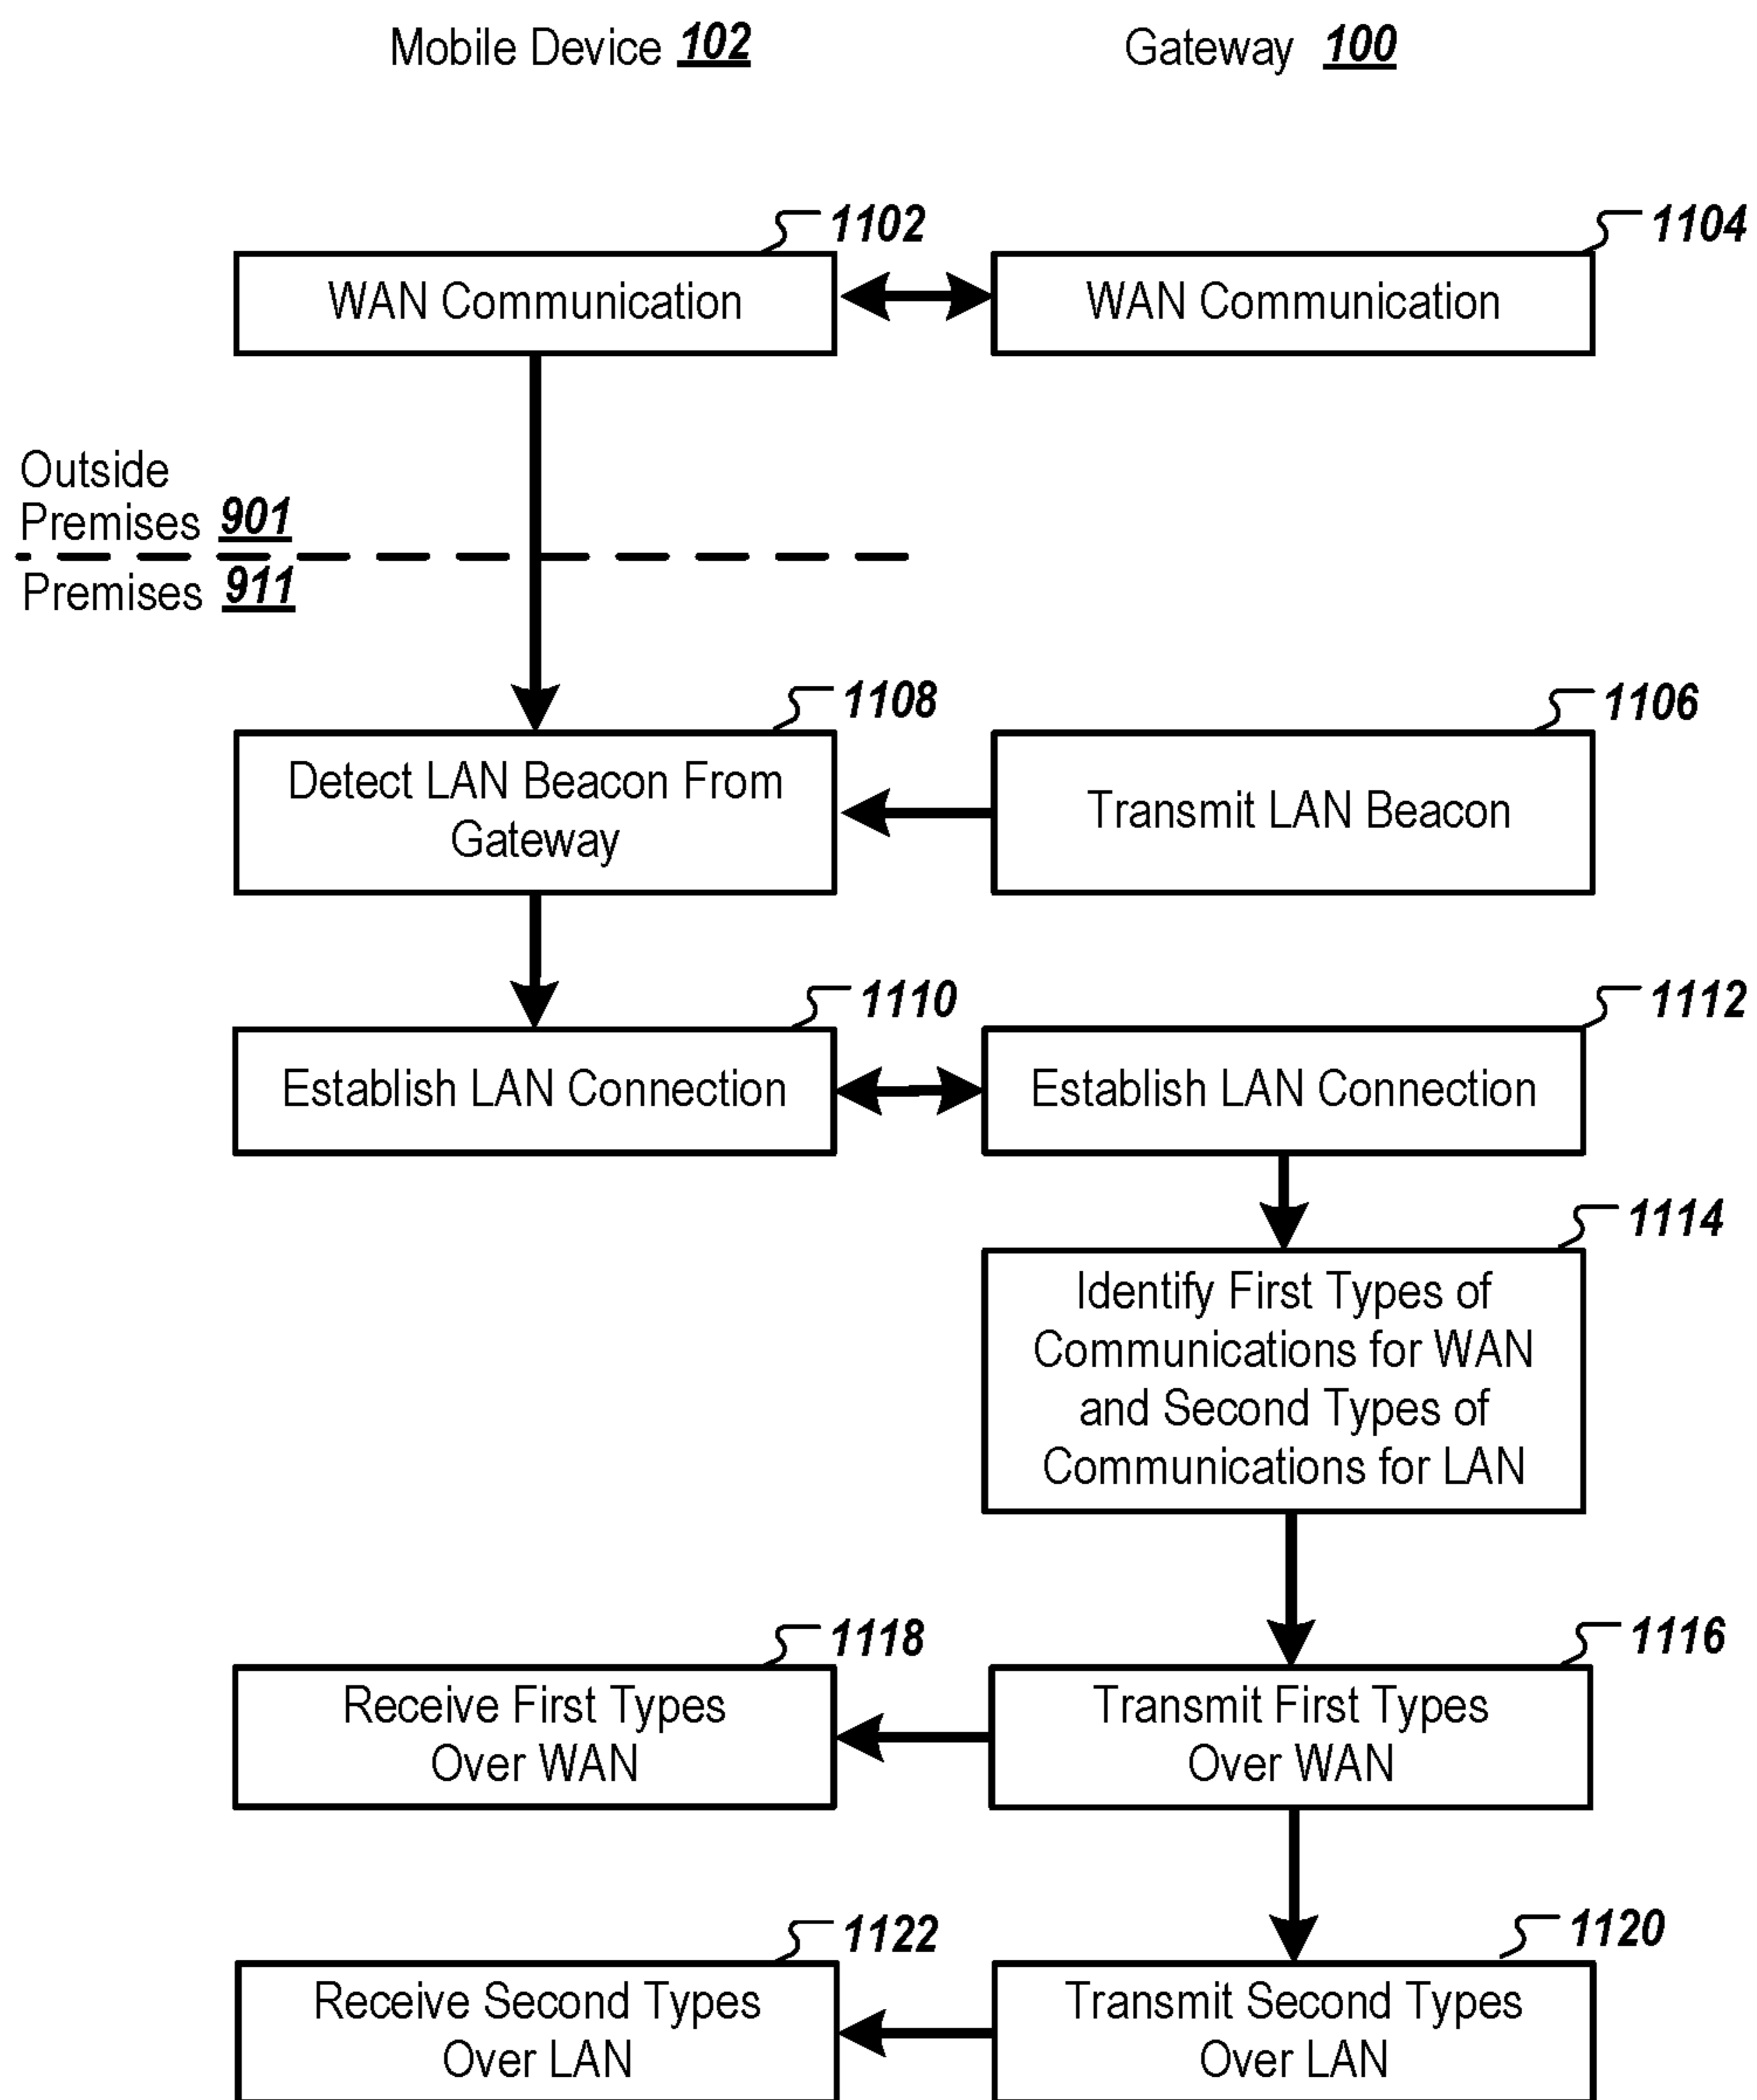 Mobile Device 102
Gateway 100
1102
1104
WAN Communication
WAN Communication
Outside
Premises 901
Premises 911
1108
1106
Detect LAN Beacon From
Gateway
Transmit LAN Beacon
1110
1112
Establish LAN Connection
Establish LAN Connection
1114
Identify First Types of
Communications for WAN
and Second Types of
Communications for LAN
1118
1116
Receive First Types
Over WAN
Transmit First Types
Over WAN
1122
1120
Receive Second Types
Over LAN
Transmit Second Types
Over LAN